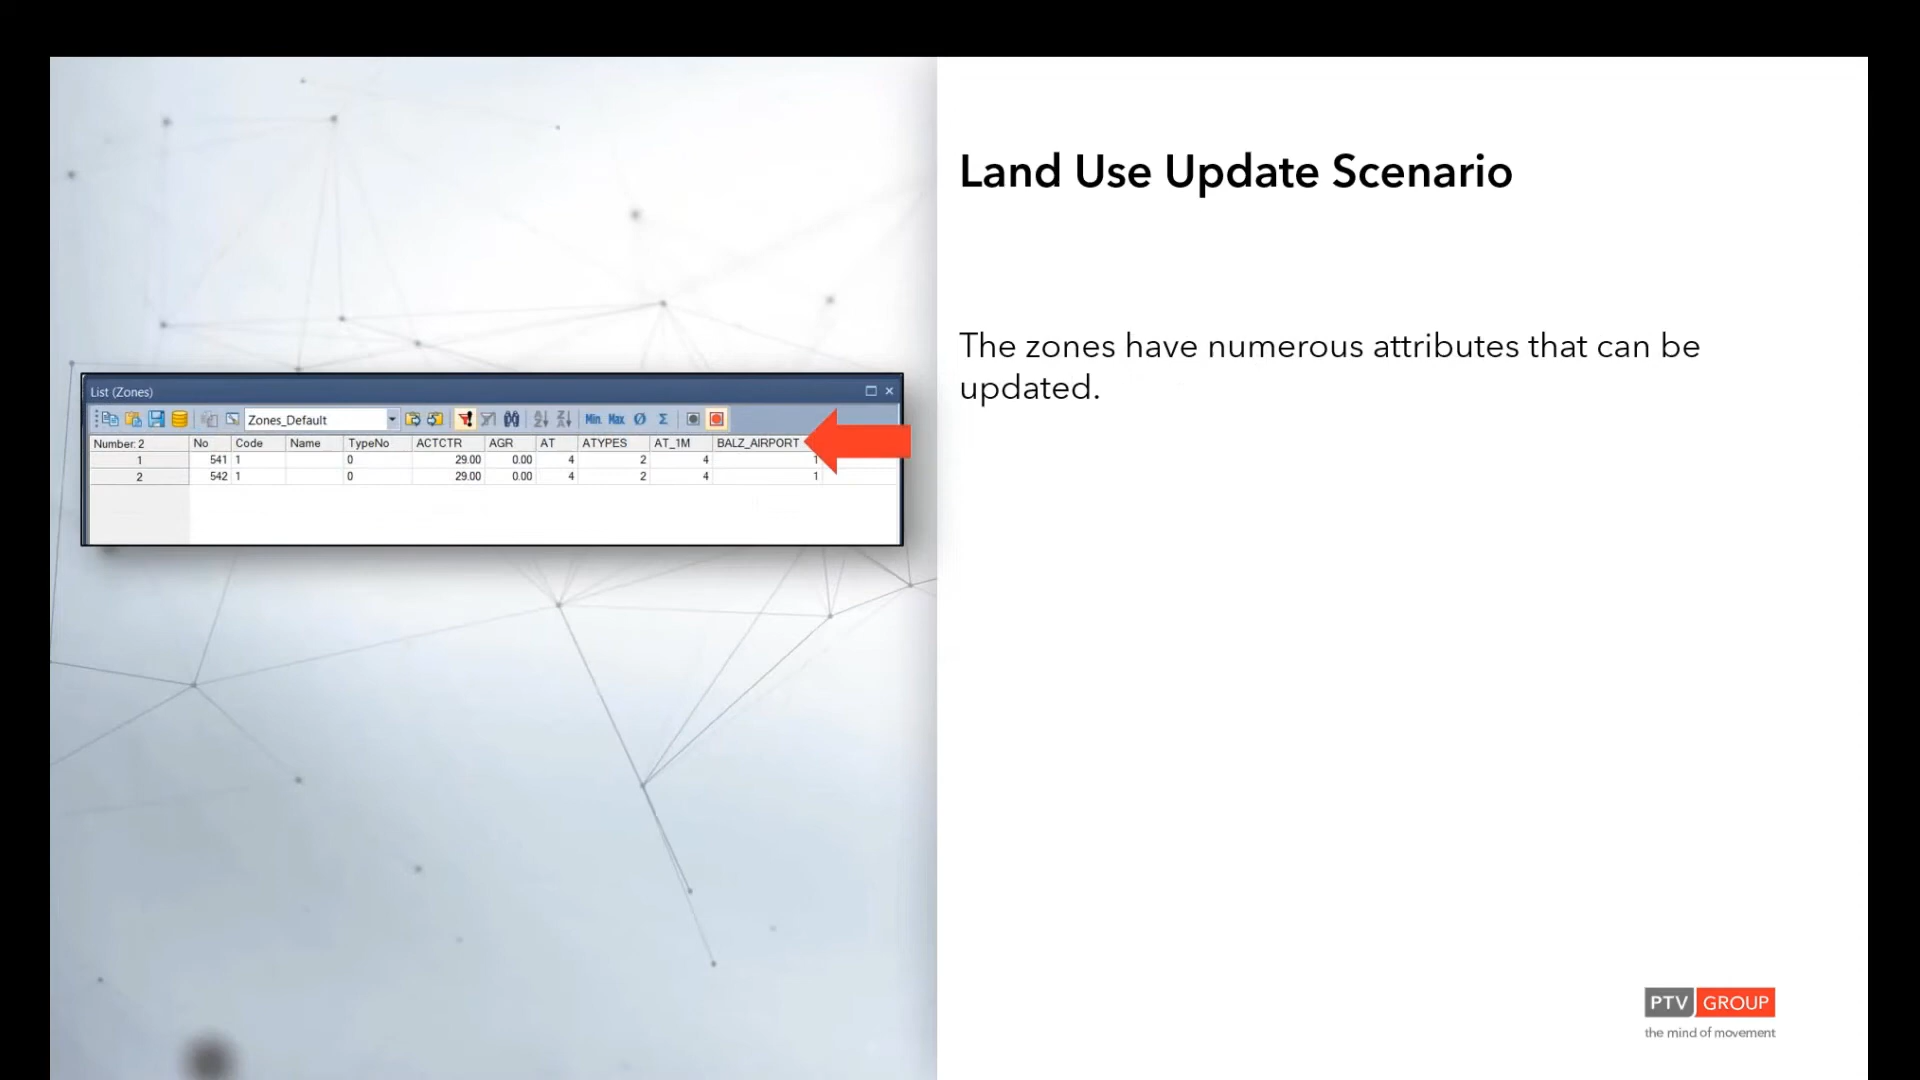 Land Use Update Scenario
The zones have numerous attributes that can be
updated.
List (Zones)
Zones_Default Min. Max Ø Σ
Number: 2 No Code Name TypeNo ACTCTR AGR AT ATYPES AT_1M BALZ_AIRPORT
1 541 1 0 29.00 0.00 4 2 4 1
2 542 1 0 29.00 0.00 4 2 4 1
PTV GROUP
the mind of movement